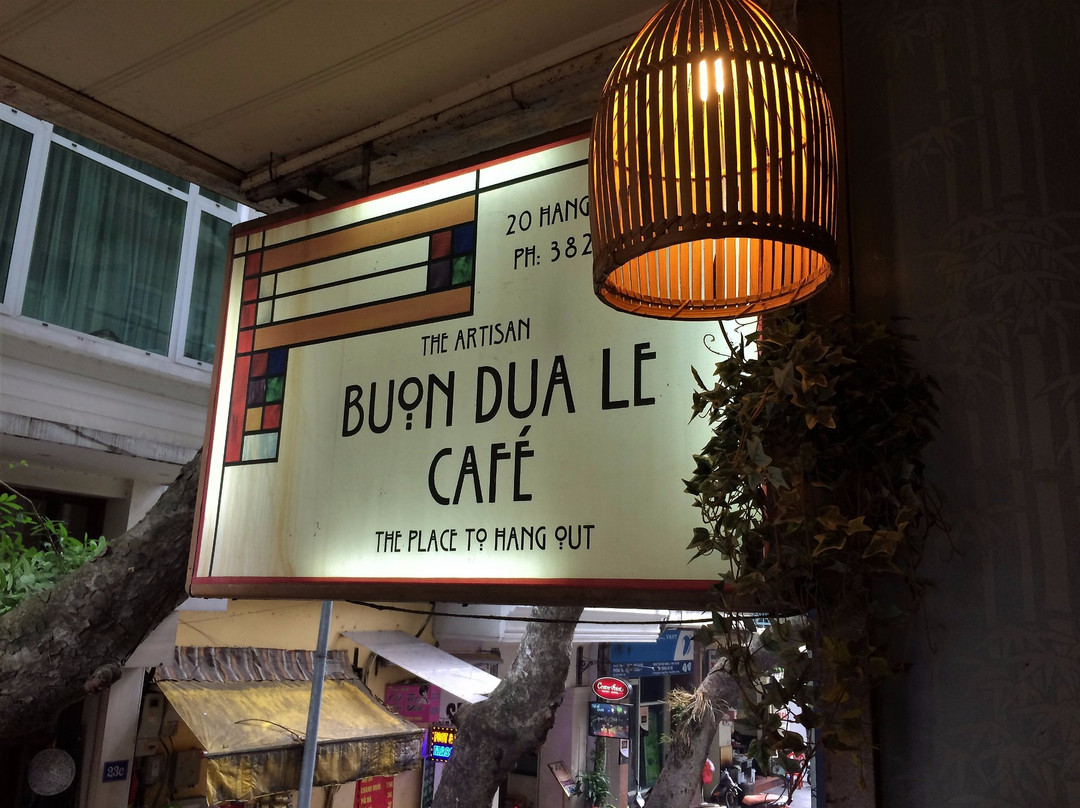 20 HANG
PH: 382
THE ARTISAN
BUON DUA LE
CAFÉ
THE PLACE TO HANG OUT
23c